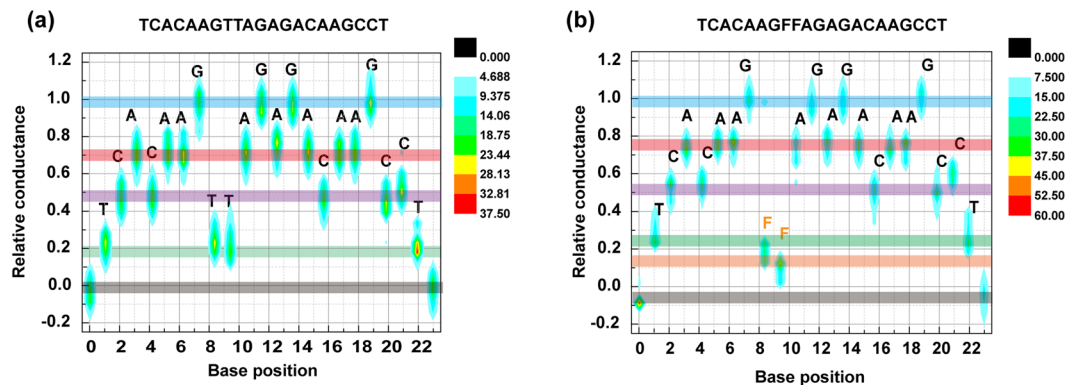 (a)
TCACAAGTTAGAGACAAGCCT
Relative conductance
1.2
1.0
0.8
0.6
0.4
0.2
0.0
-0.2
T
C
A
C
A
A
G
T
T
A
G
A
G
A
C
A
A
G
C
C
T
0 2 4 6 8 10 12 14 16 18 20 22
Base position
0.000
4.688
9.375
14.06
18.75
23.44
28.13
32.81
37.50
(b)
TCACAAGFFAGAGACAAGCCT
Relative conductance
1.2
1.0
0.8
0.6
0.4
0.2
0.0
-0.2
T
C
A
C
A
A
G
F
F
A
G
A
G
A
C
A
A
G
C
C
T
0 2 4 6 8 10 12 14 16 18 20 22
Base position
0.000
7.500
15.00
22.50
30.00
37.50
45.00
52.50
60.00